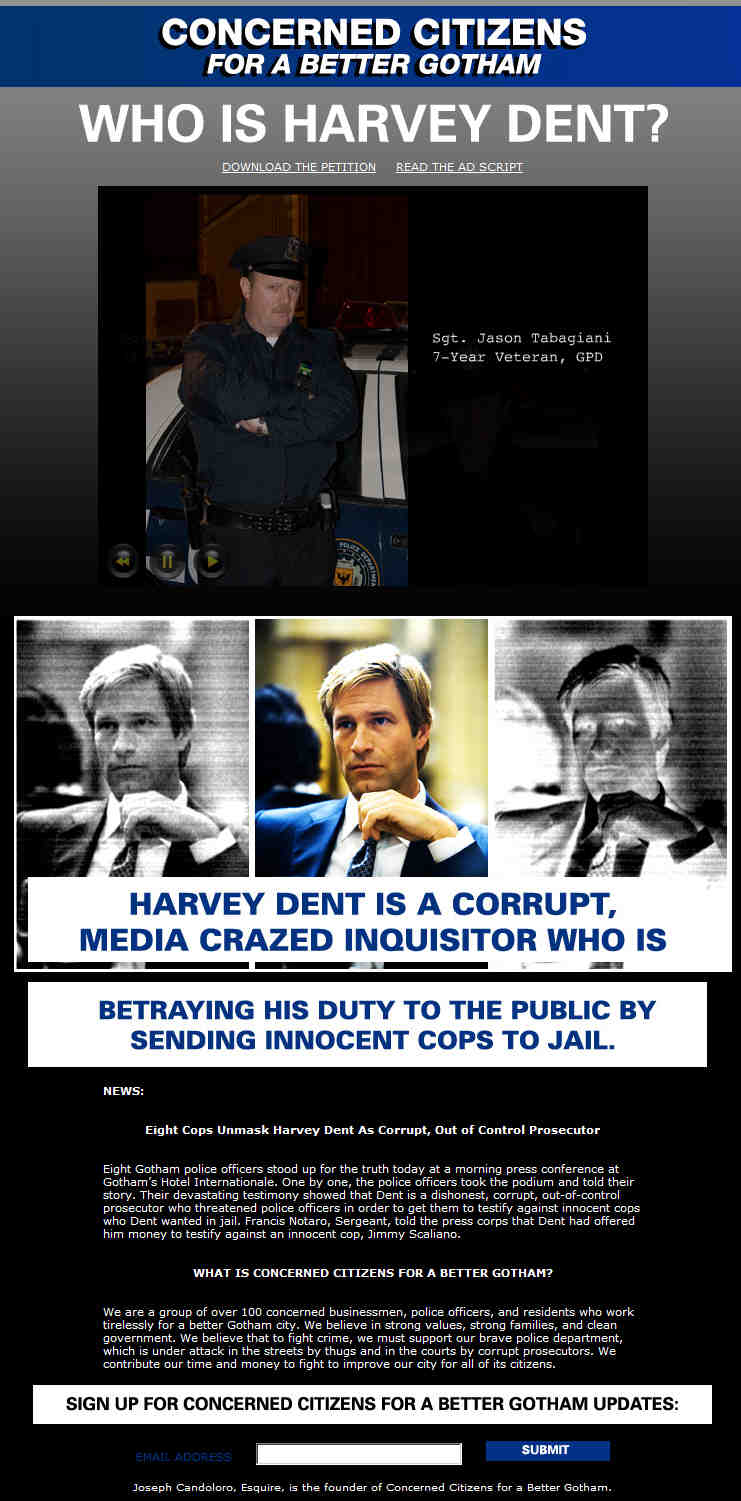 CONCERNED CITIZENS
FOR A BETTER GOTHAM
WHO IS HARVEY DENT?
DOWNLOAD THE PETITION READ THE AD SCRIPT
Sgt. Jason Tabagiani
7-Year Veteran, GPD
HARVEY DENT IS A CORRUPT,
MEDIA CRAZED INQUISITOR WHO IS
BETRAYING HIS DUTY TO THE PUBLIC BY
SENDING INNOCENT COPS TO JAIL.
NEWS:
Eight Cops Unmask Harvey Dent As Corrupt, Out of Control Prosecutor
Eight Gotham police officers stood up for the truth today at a morning press conference at
Gotham's Hotel Internationale. One by one, the police officers took the podium and told their
story. Their devastating testimony showed that Dent is a dishonest, corrupt, out-of-control
prosecutor who threatened police officers in order to get them to testify against innocent cops
who Dent wanted in jail. Francis Notaro, Sergeant, told the press corps that Dent had offered
him money to testify against an innocent cop, Jimmy Scaliano.
WHAT IS CONCERNED CITIZENS FOR A BETTER GOTHAM?
We are a group of over 100 concerned businessmen, police officers, and residents who work
tirelessly for a better Gotham city. We believe in strong values, strong families, and clean
government. We believe that to fight crime, we must support our brave police department,
which is under attack in the streets by thugs and in the courts by corrupt prosecutors. We
contribute our time and money to fight to improve our city for all of its citizens.
SIGN UP FOR CONCERNED CITIZENS FOR A BETTER GOTHAM UPDATES:
EMAIL ADDRESS SUBMIT
Joseph Candoloro, Esquire, is the founder of Concerned Citizens for a Better Gotham.